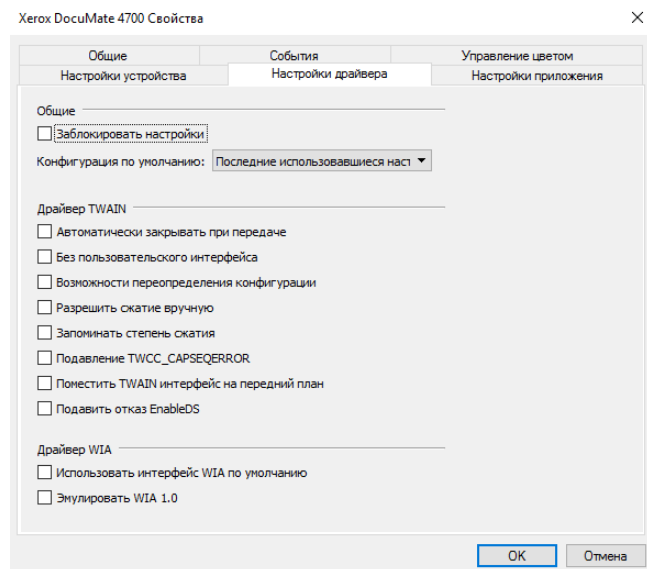 Xerox DocuMate 4700 Свойства
Общие
События
Управление цветом
Настройки устройства
Настройки драйвера
Настройки приложения
Общие
Заблокировать настройки
Конфигурация по умолчанию: Последние использовавшиеся наст
Драйвер TWAIN
Автоматически закрывать при передаче
Без пользовательского интерфейса
Возможности переопределения конфигурации
Разрешить сжатие вручную
Запоминать степень сжатия
Подавление TWCC_CAPSEQERROR
Поместить TWAIN интерфейс на передний план
Подавить отказ EnableDS
Драйвер WIA
Использовать интерфейс WIA по умолчанию
Эмулировать WIA 1.0
OK
Отмена